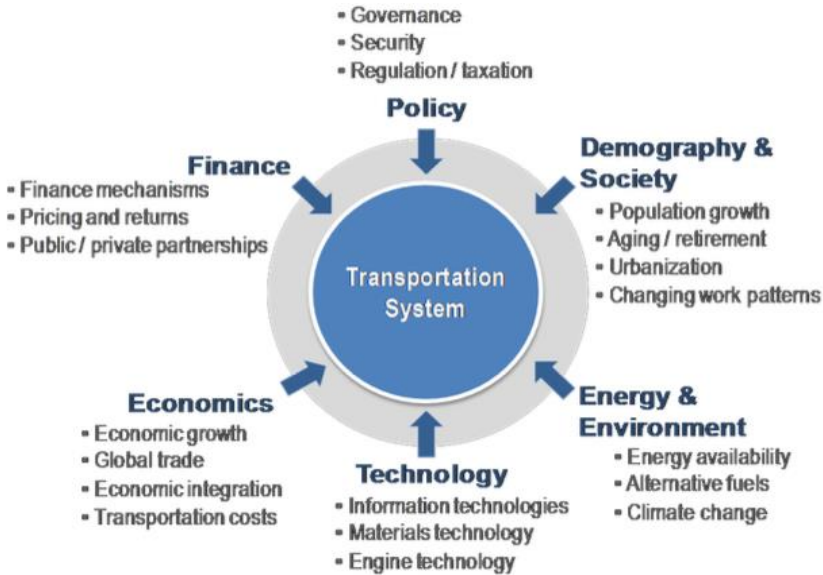 - Governance
- Security
- Regulation / taxation
Policy
Finance
- Finance mechanisms
- Pricing and returns
- Public / private partnerships
Demography &
Society
- Population growth
- Aging / retirement
- Urbanization
- Changing work patterns
Transportation
System
Economics
- Economic growth
- Global trade
- Economic integration
- Transportation costs
Technology
- Information technologies
- Materials technology
- Engine technology
Energy &
Environment
- Energy availability
- Alternative fuels
- Climate change